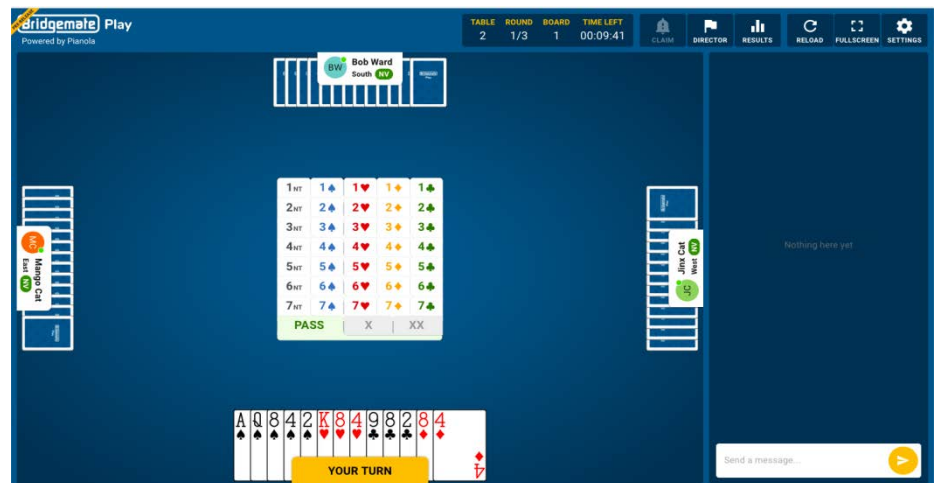 Bridgemate Play
Powered by Pianola
TABLE ROUND BOARD TIME LEFT
2 1/3 1 00:09:41
CLAIM DIRECTOR RESULTS RELOAD FULLSCREEN SETTINGS
BW Bob Ward
South NV
MC Mango Cat
East NV
1NT 1♠ 1♥ 1♦ 1♣
2NT 2♠ 2♥ 2♦ 2♣
3NT 3♠ 3♥ 3♦ 3♣
4NT 4♠ 4♥ 4♦ 4♣
5NT 5♠ 5♥ 5♦ 5♣
6NT 6♠ 6♥ 6♦ 6♣
7NT 7♠ 7♥ 7♦ 7♣
PASS X XX
JC Jinx Cat
West NV
Nothing here yet
A Q 8 4 2 K 8 4 9 8 2 8 4
4
YOUR TURN
Send a message...